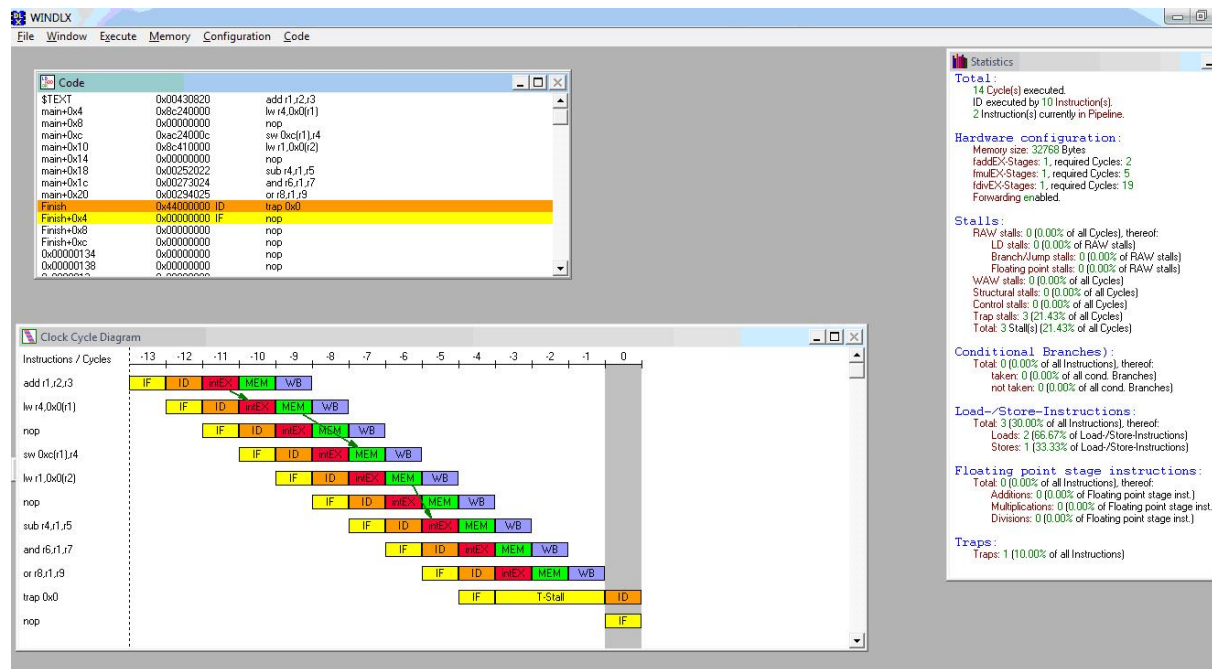 WINDLX
File Window Execute Memory Configuration Code
Code
$TEXT 0x00430820 add r1,r2,r3
main+0x4 0x8c240000 lw r4,0x0(r1)
main+0x8 0x00000000 nop
main+0xc 0xac24000c sw 0xc(r1),r4
main+0x10 0x8c410000 lw r1,0x0(r2)
main+0x14 0x00000000 nop
main+0x18 0x00252022 sub r4,r1,r5
main+0x1c 0x00273024 and r6,r1,r7
main+0x20 0x00294025 or r8,r1,r9
Finish 0x44000000 ID trap 0x0
Finish+0x4 0x00000000 IF nop
Finish+0x8 0x00000000 nop
Finish+0xc 0x00000000 nop
0x00000134 0x00000000 nop
0x00000138 0x00000000 nop
Clock Cycle Diagram
Instructions / Cycles -13 -12 -11 -10 -9 -8 -7 -6 -5 -4 -3 -2 -1 0
add r1,r2,r3 IF ID intEX MEM WB
lw r4,0x0(r1) IF ID intEX MEM WB
nop IF ID intEX MEM WB
sw 0xc(r1),r4 IF ID intEX MEM WB
lw r1,0x0(r2) IF ID intEX MEM WB
nop IF ID intEX MEM WB
sub r4,r1,r5 IF ID intEX MEM WB
and r6,r1,r7 IF ID intEX MEM WB
or r8,r1,r9 IF ID intEX MEM WB
trap 0x0 IF T-Stall ID
nop IF
Statistics
Total:
14 Cycle(s) executed.
ID executed by 10 Instruction(s).
2 Instruction(s) currently in Pipeline.
Hardware configuration:
Memory size: 32768 Bytes
faddEX-Stages: 1, required Cycles: 2
fmulEX-Stages: 1, required Cycles: 5
fdivEX-Stages: 1, required Cycles: 19
Forwarding enabled.
Stalls:
RAW stalls: 0 (0.00% of all Cycles), thereof:
LD stalls: 0 (0.00% of RAW stalls)
Branch/Jump stalls: 0 (0.00% of RAW stalls)
Floating point stalls: 0 (0.00% of RAW stalls)
WAW stalls: 0 (0.00% of all Cycles)
Structural stalls: 0 (0.00% of all Cycles)
Control stalls: 0 (0.00% of all Cycles)
Trap stalls: 3 (21.43% of all Cycles)
Total: 3 Stall(s) (21.43% of all Cycles)
Conditional Branches):
Total: 0 (0.00% of all Instructions), thereof:
taken: 0 (0.00% of all cond. Branches)
not taken: 0 (0.00% of all cond. Branches)
Load-/Store-Instructions:
Total: 3 (30.00% of all Instructions), thereof:
Loads: 2 (66.67% of Load-/Store-Instructions)
Stores: 1 (33.33% of Load-/Store-Instructions)
Floating point stage instructions:
Total: 0 (0.00% of all Instructions), thereof:
Additions: 0 (0.00% of Floating point stage inst.)
Multiplications: 0 (0.00% of Floating point stage inst.
Divisions: 0 (0.00% of Floating point stage inst.)
Traps:
Traps: 1 (10.00% of all Instructions)